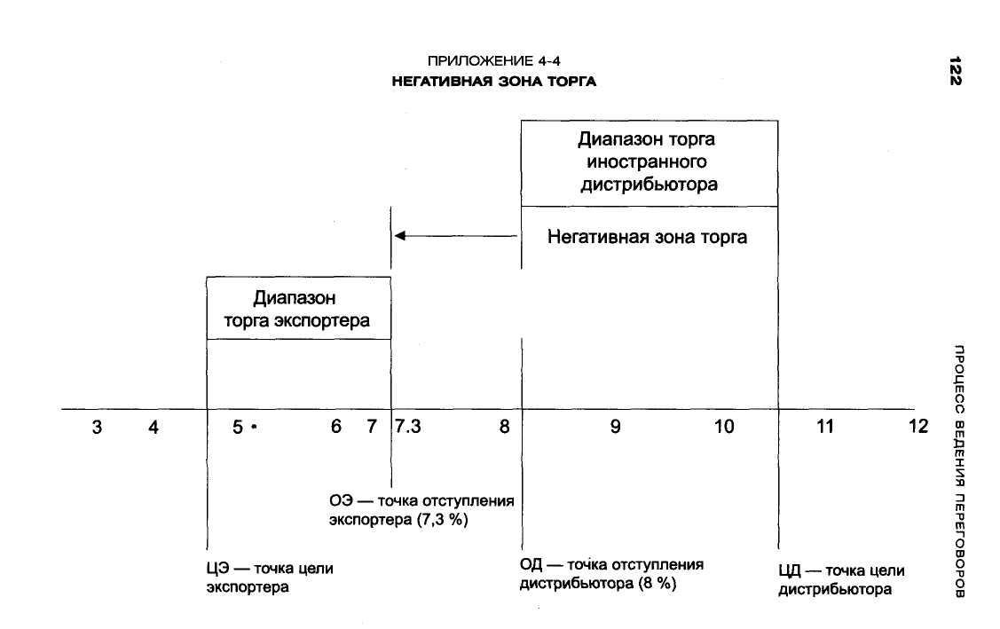 ПРИЛОЖЕНИЕ 4-4
НЕГАТИВНАЯ ЗОНА ТОРГА
122
Диапазон торга
иностранного
дистрибьютора
Негативная зона торга
Диапазон
торга экспортера
3 4 5 6 7 7.3 8 9 10 11 12
ОЭ — точка отступления
экспортера (7,3 %)
ЦЭ — точка цели
экспортера
ОД — точка отступления
дистрибьютора (8 %)
ЦД — точка цели
дистрибьютора
ПРОЦЕСС ВЕДЕНИЯ ПЕРЕГОВОРОВ